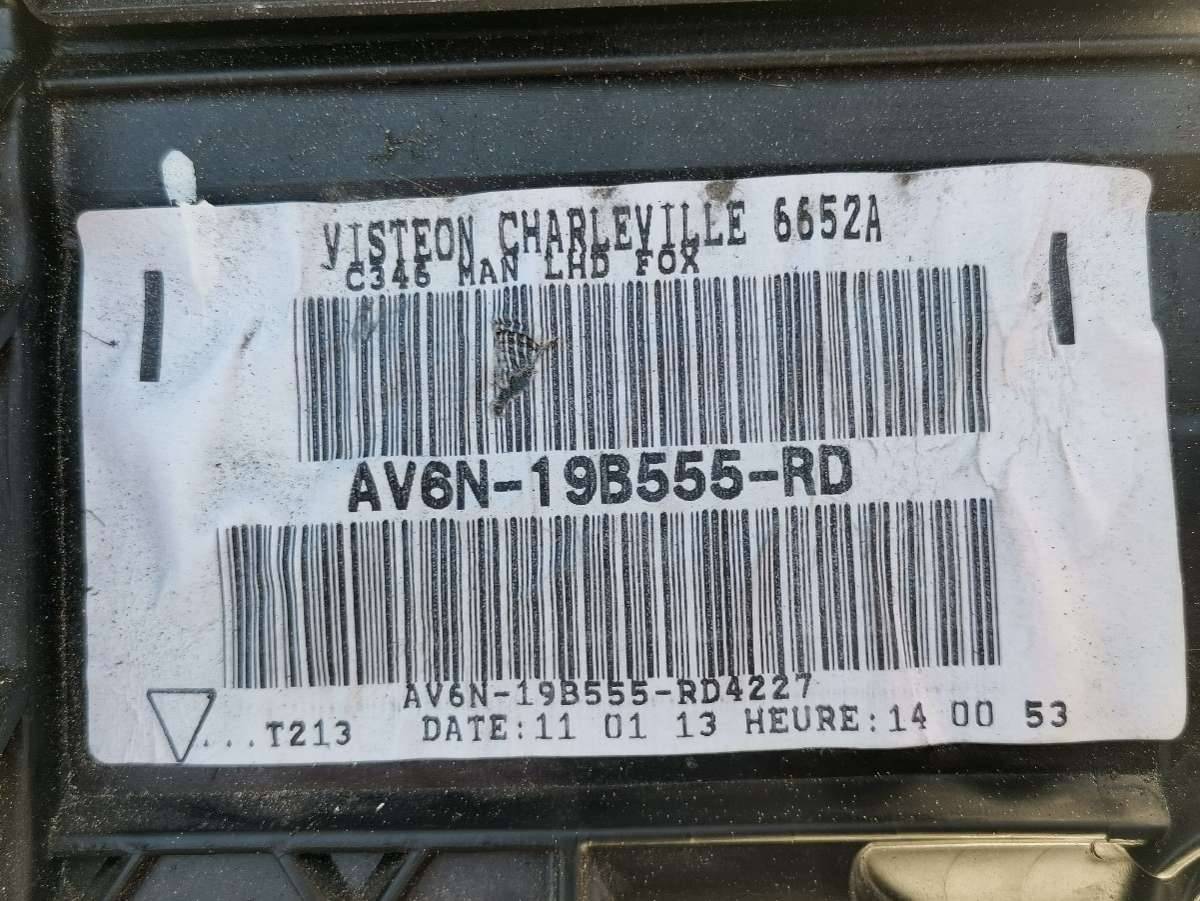 VISTEON CHARLEVILLE 6652A
C346 MAN LHD FOX
AV6N-19B555-RD
AV6N-19B555-RD4227
...T213 DATE:11 01 13 HEURE:14 00 53